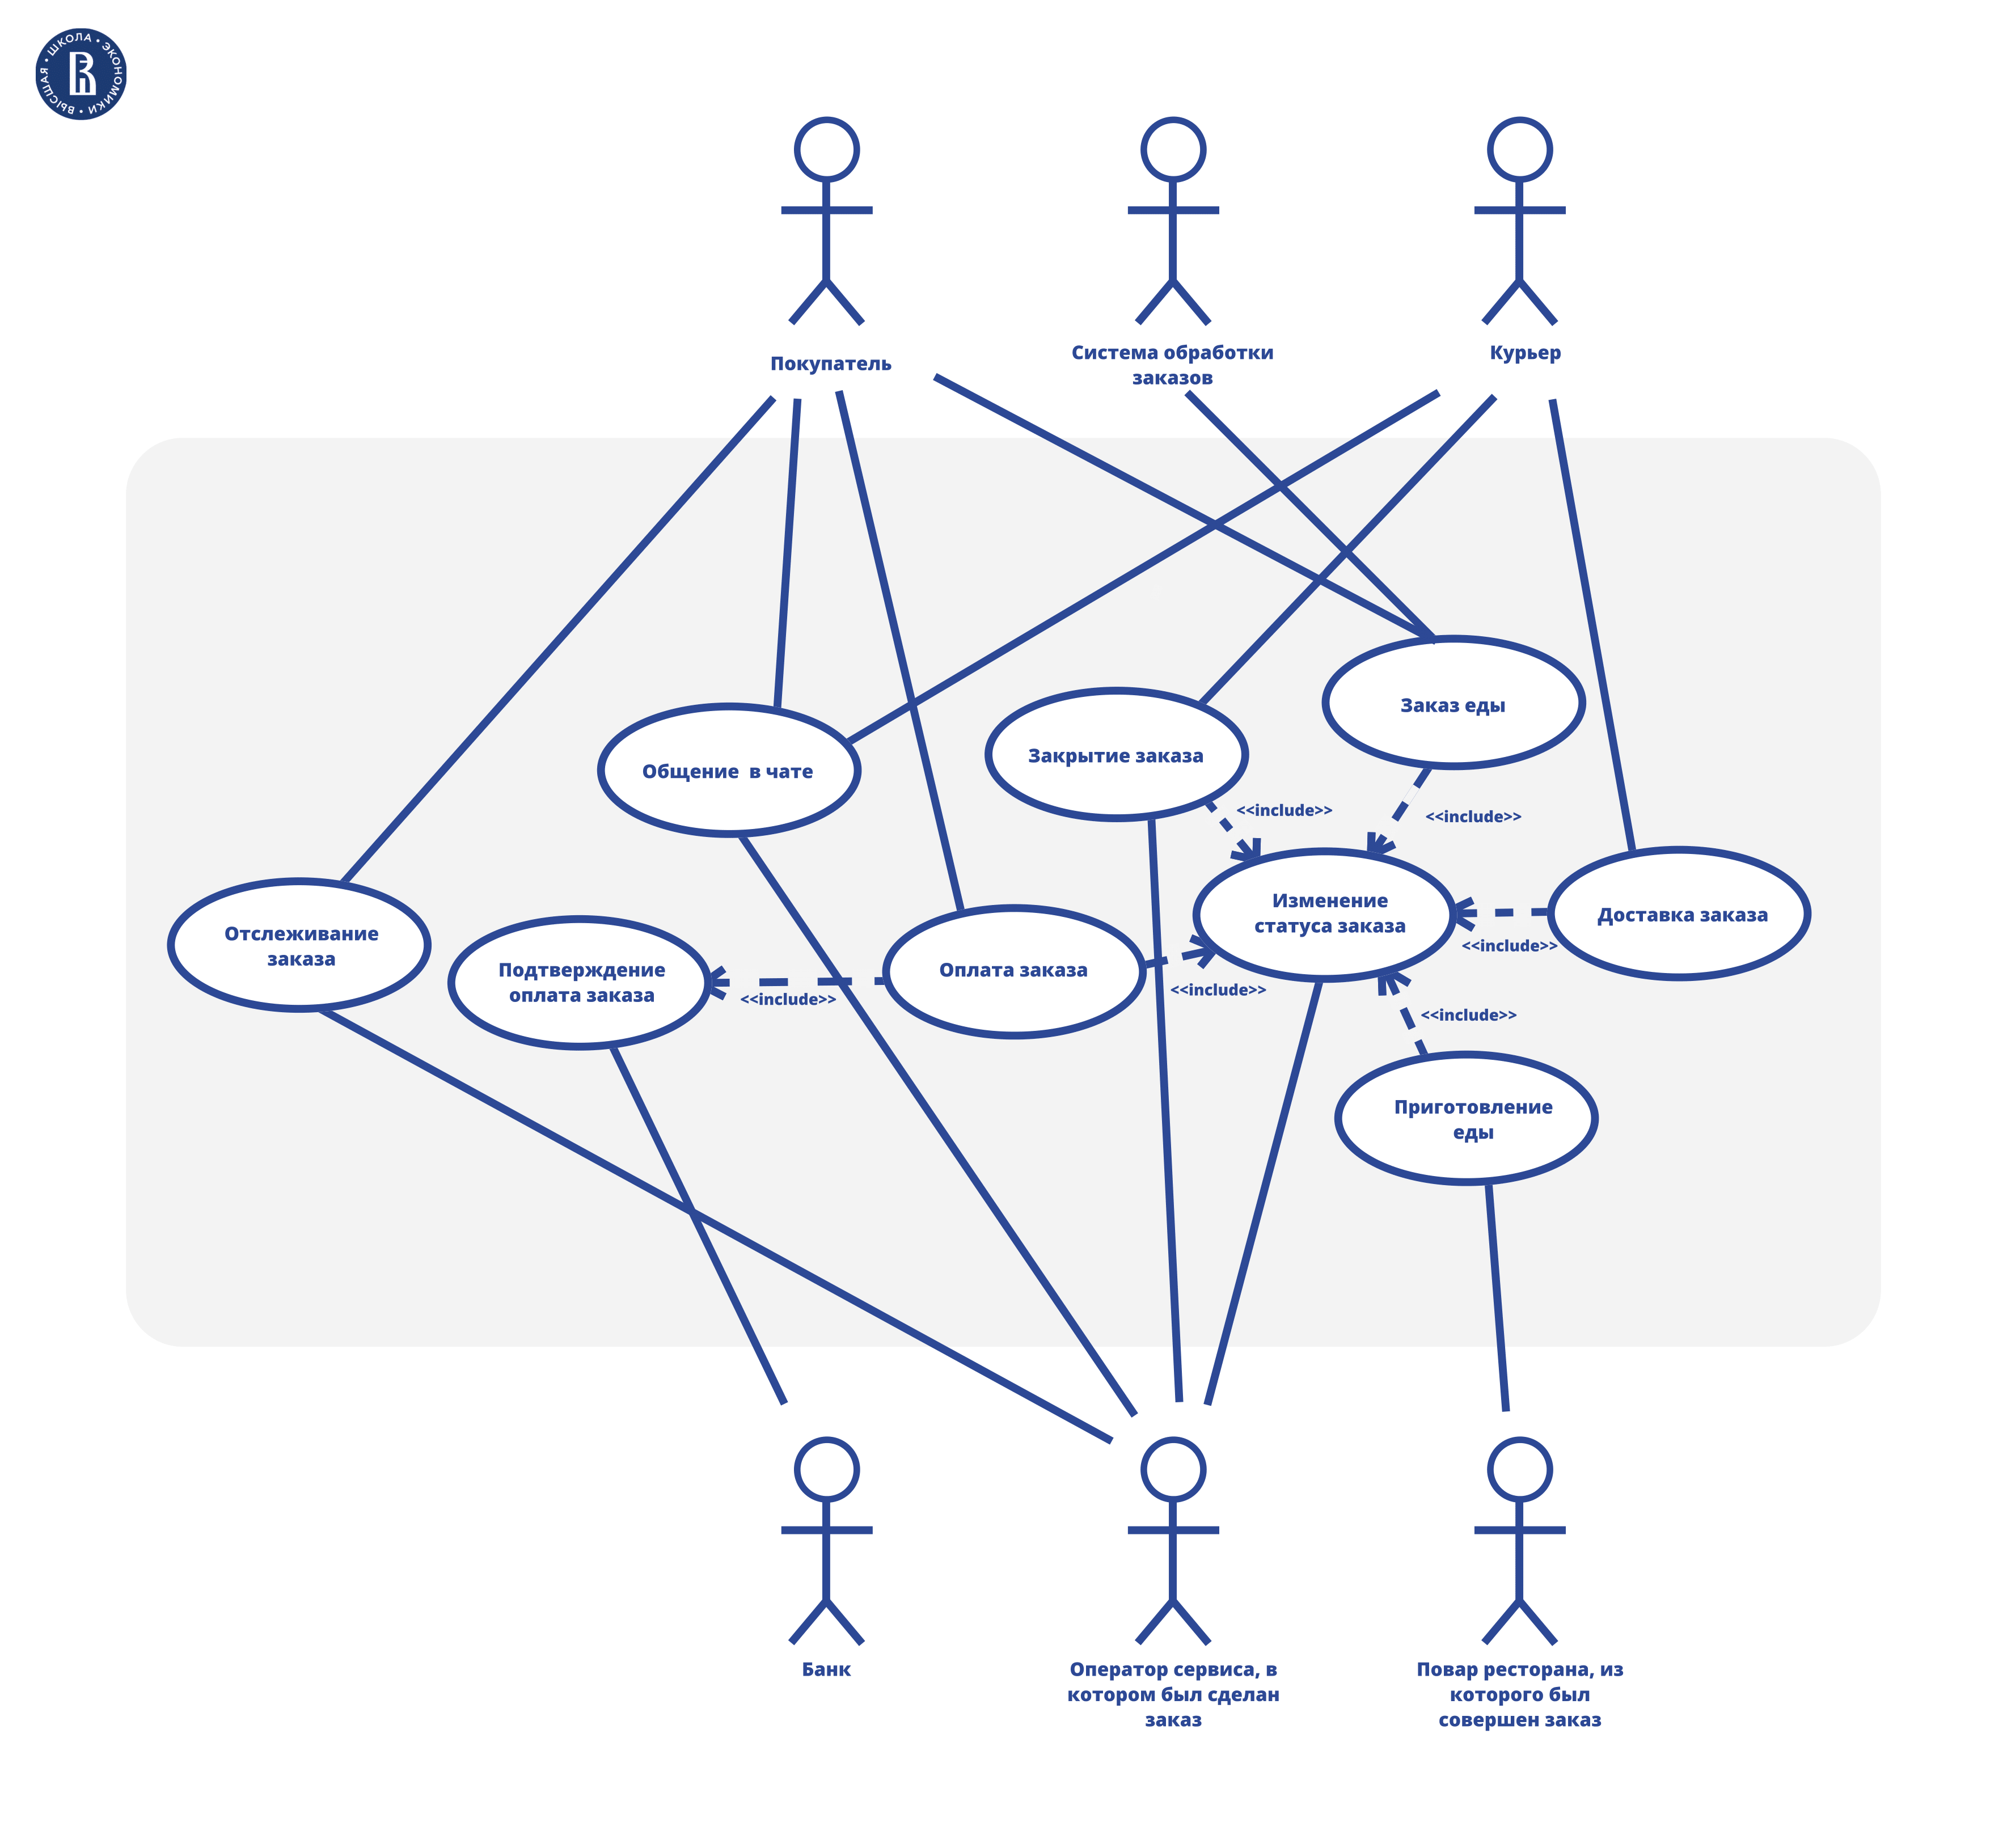 ВЫСШАЯ • ШКОЛА • ЭКОНОМИКИ •
Покупатель
Система обработки
заказов
Курьер
Заказ еды
Общение в чате
Закрытие заказа
<<include>>
<<include>>
Изменение
статуса заказа
Доставка заказа
Отслеживание
заказа
<<include>>
Подтверждение
оплата заказа
Оплата заказа
<<include>>
<<include>>
<<include>>
Приготовление
еды
Банк
Оператор сервиса, в
котором был сделан
заказ
Повар ресторана, из
которого был
совершен заказ